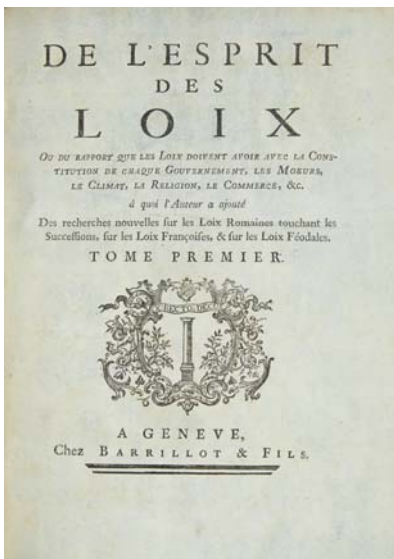 DE L'ESPRIT
DES
LOIX
OU DU RAPPORT QUE LES LOIX DOIVENT AVOIR AVEC LA CONS-
TITUTION DE CHAQUE GOUVERNEMENT, LES MOEURS,
LE CLIMAT, LA RELIGION, LE COMMERCE, &c.
à quoi l'Auteur a ajouté
Des recherches nouvelles sur les Loix Romaines touchant les
Successions, sur les Loix Françoises, & sur les Loix Féodales.
TOME PREMIER.
A GENEVE,
Chez BARRILLOT & FILS.